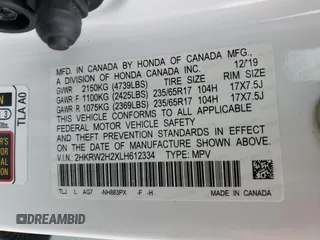 MFD. IN CANADA BY HONDA OF CANADA MFG.,
A DIVISION OF HONDA CANADA INC. 12/19
GVWR 2150KG (4739LBS) TIRE SIZE RIM SIZE
GAWR F 1100KG (2425LBS) 235/65R17 104H 17X7.5J
GAWR R 1075KG (2369LBS) 235/65R17 104H 17X7.5J
THIS VEHICLE CONFORMS TO ALL APPLICABLE
FEDERAL MOTOR VEHICLE SAFETY AND
THEFT PREVENTION STANDARDS IN EFFECT ON
THE DATE OF MANUFACTURE SHOWN ABOVE.
V.I.N: 2HKRW2H2XLH612334 TYPE: MPV
TLJ L AG7 NH883PX -F -H
MADE IN CANADA
TLA A0
DREAMBID